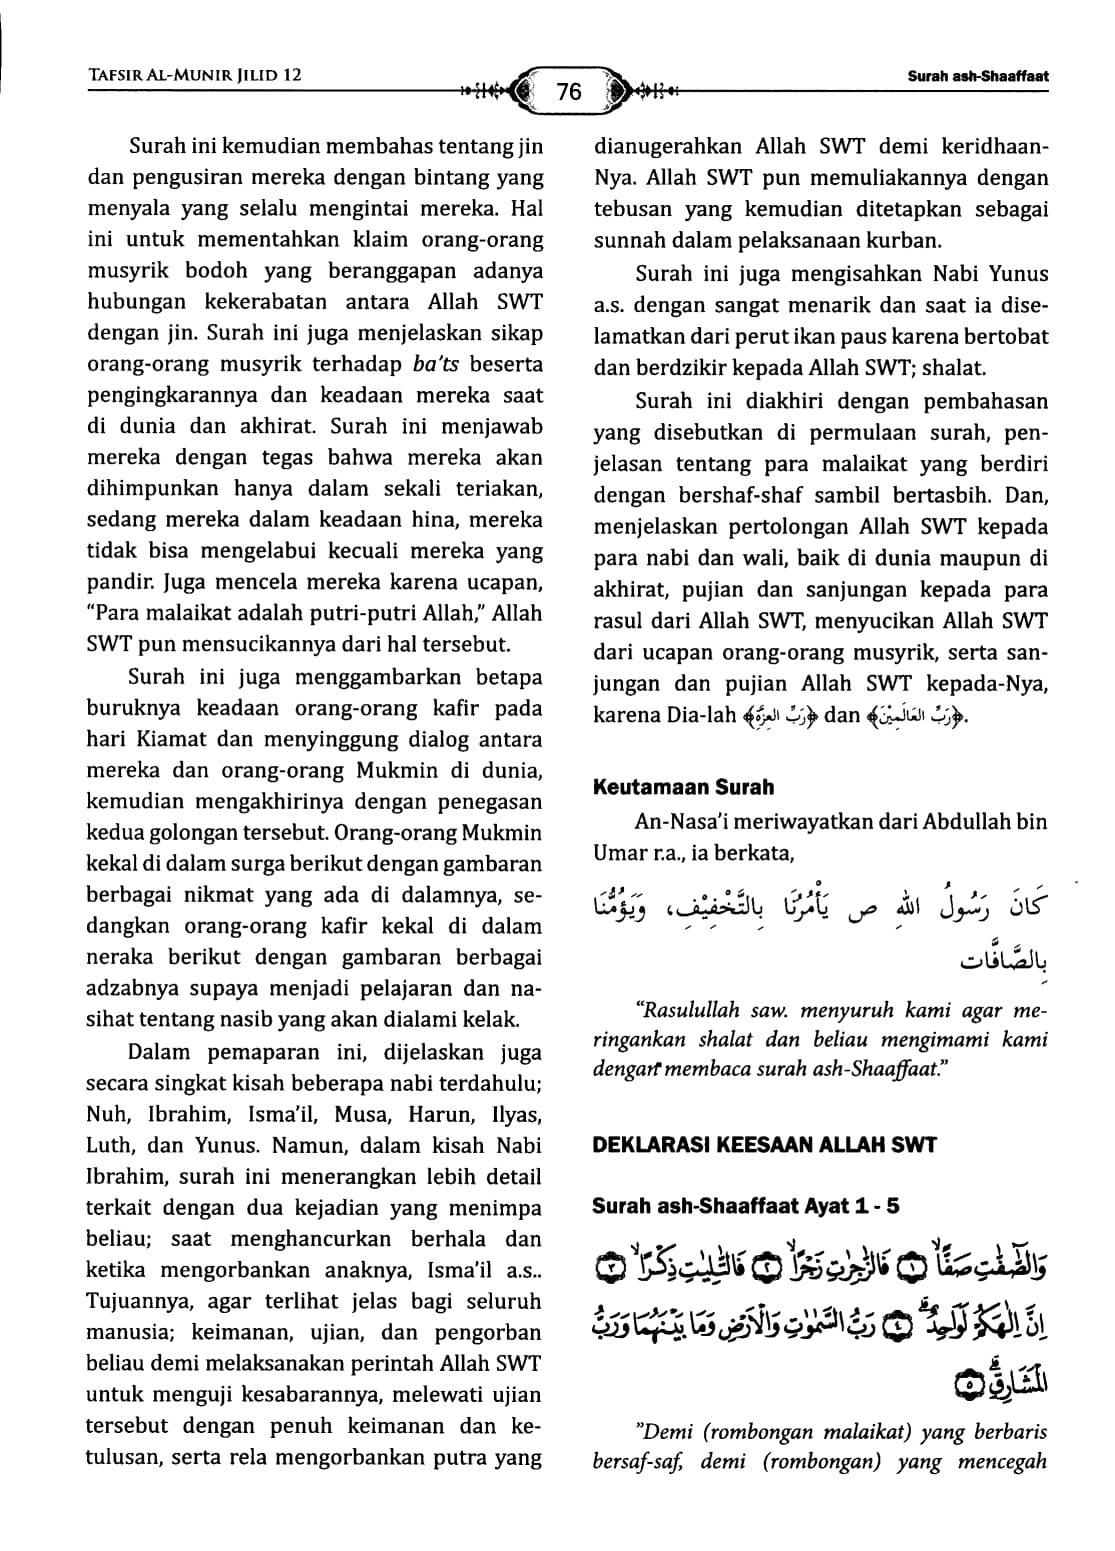 TAFSIR AL-MUNIR JILID 12
76
Surah ash-Shaaffaat
Surah ini kemudian membahas tentang jin
dan pengusiran mereka dengan bintang yang
menyala yang selalu mengintai mereka. Hal
ini untuk mementahkan klaim orang-orang
musyrik bodoh yang beranggapan adanya
hubungan kekerabatan antara Allah SWT
dengan jin. Surah ini juga menjelaskan sikap
orang-orang musyrik terhadap ba'ts beserta
pengingkarannya dan keadaan mereka saat
di dunia dan akhirat. Surah ini menjawab
mereka dengan tegas bahwa mereka akan
dihimpunkan hanya dalam sekali teriakan,
sedang mereka dalam keadaan hina, mereka
tidak bisa mengelabui kecuali mereka yang
pandir. Juga mencela mereka karena ucapan,
“Para malaikat adalah putri-putri Allah,” Allah
SWT pun mensucikannya dari hal tersebut.
Surah ini juga menggambarkan betapa
buruknya keadaan orang-orang kafir pada
hari Kiamat dan menyinggung dialog antara
mereka dan orang-orang Mukmin di dunia,
kemudian mengakhirinya dengan penegasan
kedua golongan tersebut. Orang-orang Mukmin
kekal di dalam surga berikut dengan gambaran
berbagai nikmat yang ada di dalamnya, se-
dangkan orang-orang kafir kekal di dalam
neraka berikut dengan gambaran berbagai
adzabnya supaya menjadi pelajaran dan na-
sihat tentang nasib yang akan dialami kelak.
Dalam pemaparan ini, dijelaskan juga
secara singkat kisah beberapa nabi terdahulu;
Nuh, Ibrahim, Isma'il, Musa, Harun, Ilyas,
Luth, dan Yunus. Namun, dalam kisah Nabi
Ibrahim, surah ini menerangkan lebih detail
terkait dengan dua kejadian yang menimpa
beliau; saat menghancurkan berhala dan
ketika mengorbankan anaknya, Isma'il a.s..
Tujuannya, agar terlihat jelas bagi seluruh
manusia; keimanan, ujian, dan pengorban
beliau demi melaksanakan perintah Allah SWT
untuk menguji kesabarannya, melewati ujian
tersebut dengan penuh keimanan dan ke-
tulusan, serta rela mengorbankan putra yang
dianugerahkan Allah SWT demi keridhaan-
Nya. Allah SWT pun memuliakannya dengan
tebusan yang kemudian ditetapkan sebagai
sunnah dalam pelaksanaan kurban.
Surah ini juga mengisahkan Nabi Yunus
a.s. dengan sangat menarik dan saat ia dise-
lamatkan dari perut ikan paus karena bertobat
dan berdzikir kepada Allah SWT; shalat.
Surah ini diakhiri dengan pembahasan
yang disebutkan di permulaan surah, pen-
jelasan tentang para malaikat yang berdiri
dengan bershaf-shaf sambil bertasbih. Dan,
menjelaskan pertolongan Allah SWT kepada
para nabi dan wali, baik di dunia maupun di
akhirat, pujian dan sanjungan kepada para
rasul dari Allah SWT, menyucikan Allah SWT
dari ucapan orang-orang musyrik, serta san-
jungan dan pujian Allah SWT kepada-Nya,
karena Dia-lah ﴿رَبِّ العِزَّةِ﴾ dan ﴿رَبِّ العَالَمِيْنَ﴾.
Keutamaan Surah
An-Nasa'i meriwayatkan dari Abdullah bin
Umar r.a., ia berkata,
كَانَ رَسُولُ اللهِ ص يَأْمُرُنَا بِالتَّخْفِيْفِ، وَيَؤُمُّنَا
بِالصَّافَّاتِ
“Rasulullah saw. menyuruh kami agar me-
ringankan shalat dan beliau mengimami kami
dengan membaca surah ash-Shaaffaat.”
DEKLARASI KEESAAN ALLAH SWT
Surah ash-Shaaffaat Ayat 1 - 5
وَالصّٰۤفّٰتِ صَفًّاۙ ۝١ فَالزّٰجِرٰتِ زَجْرًاۙ ۝٢ فَالتّٰلِيٰتِ ذِكْرًاۙ ۝٣
اِنَّ اِلٰهَكُمْ لَوَاحِدٌۗ ۝٤ رَبُّ السَّمٰوٰتِ وَالْاَرْضِ وَمَا بَيْنَهُمَا وَرَبُّ
الْمَشَارِقِۗ ۝٥
”Demi (rombongan malaikat) yang berbaris
bersaf-saf, demi (rombongan) yang mencegah